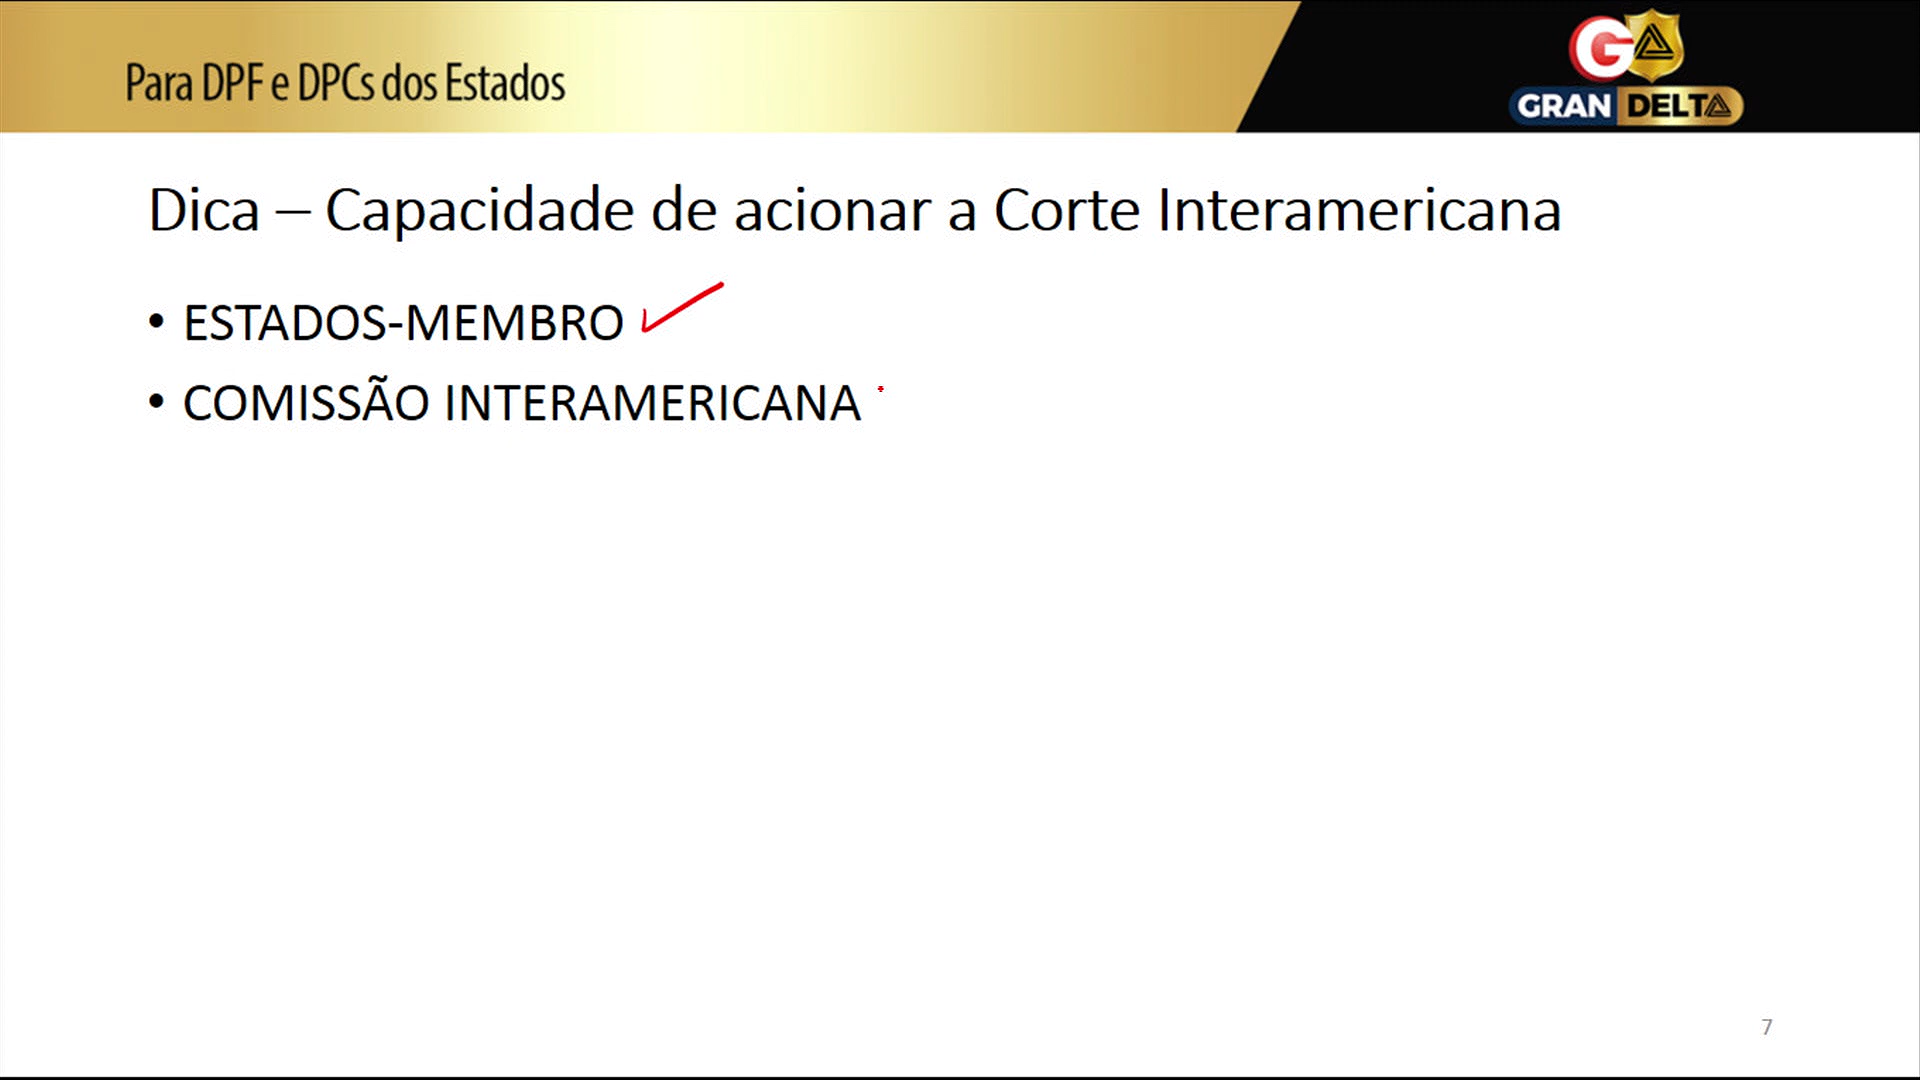 Para DPF e DPCs dos Estados
GRAN DELTA
Dica – Capacidade de acionar a Corte Interamericana
• ESTADOS-MEMBRO
• COMISSÃO INTERAMERICANA
7